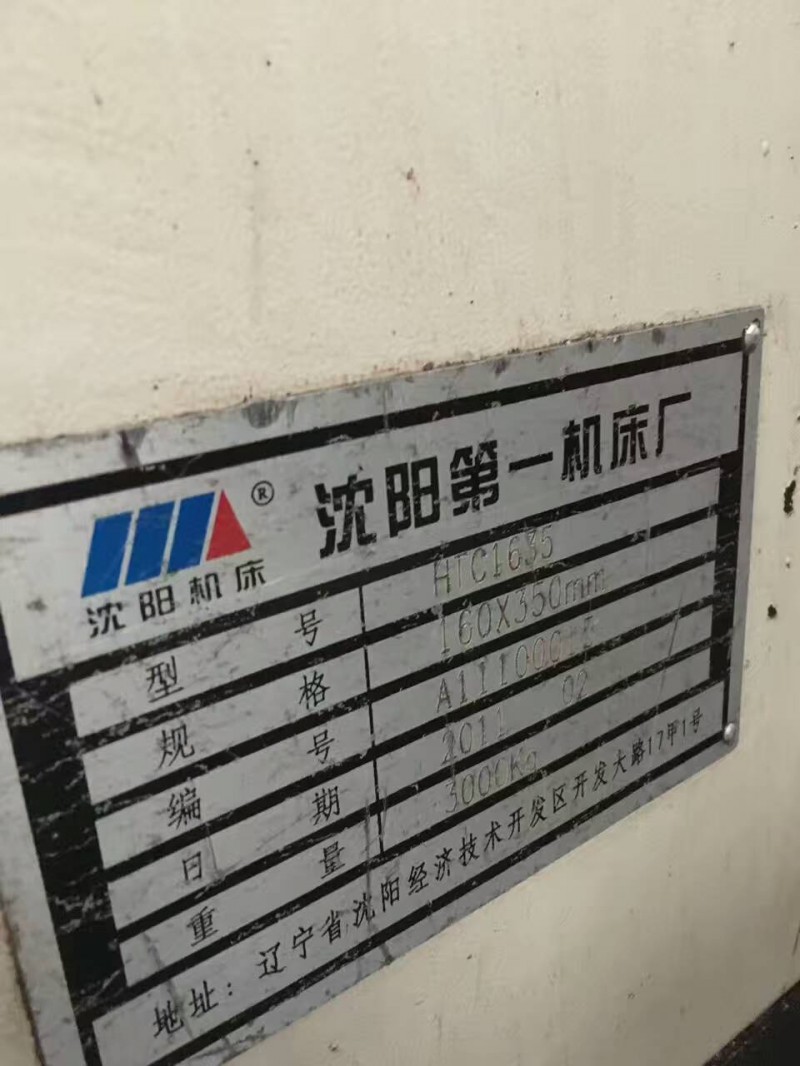 沈阳机床
®
沈阳第一机床厂
型号 HTC1635
规格 160X350mm
编号
日期 2011 02
重量 3000Kg
地址：辽宁省沈阳经济技术开发区开发大路17甲1号